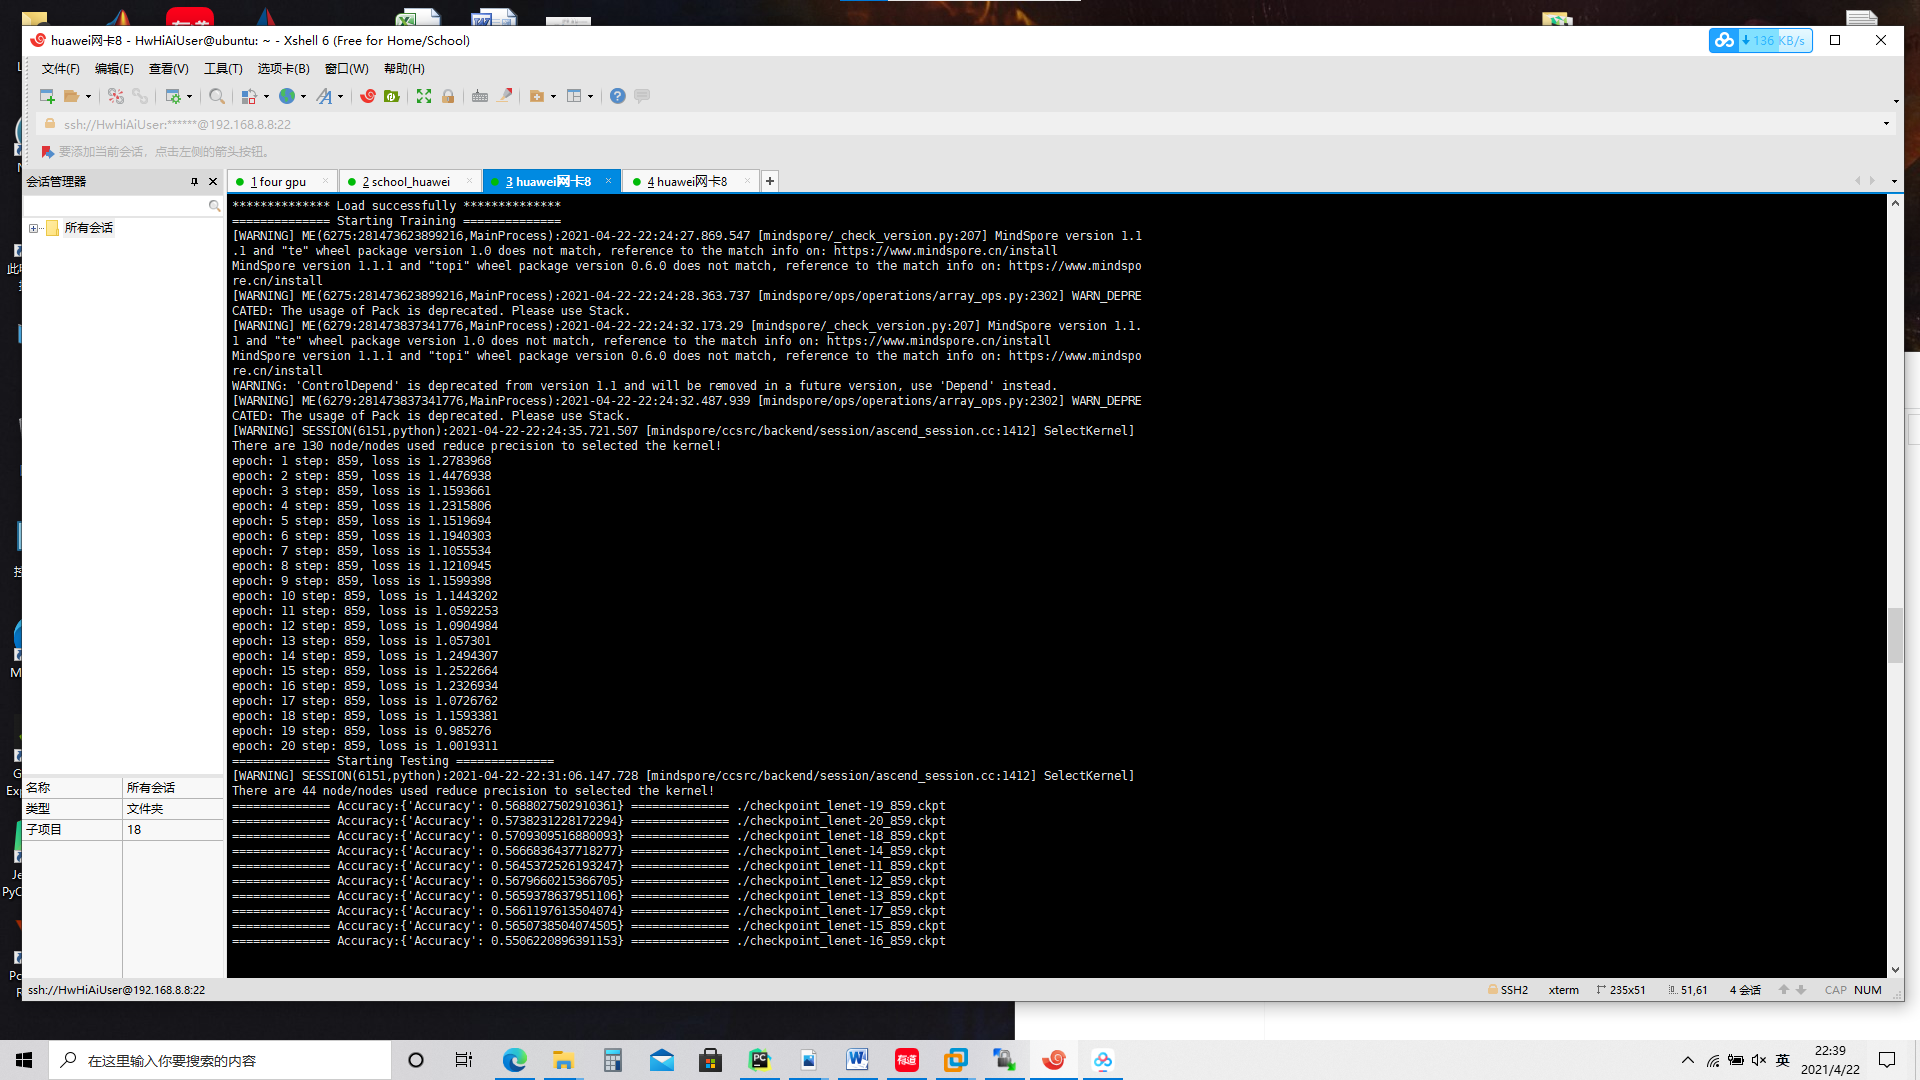 huawei网卡8 - HwHiAiUser@ubuntu: ~ - Xshell 6 (Free for Home/School)
136 KB/s
文件(F) 编辑(E) 查看(V) 工具(T) 选项卡(B) 窗口(W) 帮助(H)
ssh://HwHiAiUser:******@192.168.8.8:22
要添加当前会话，点击左侧的箭头按钮。
会话管理器
1 four gpu
2 school_huawei
3 huawei网卡8
4 huawei网卡8
所有会话
************** Load successfully **************
============== Starting Training ==============
[WARNING] ME(6275:281473623899216,MainProcess):2021-04-22-22:24:27.869.547 [mindspore/_check_version.py:207] MindSpore version 1.1
.1 and "te" wheel package version 1.0 does not match, reference to the match info on: https://www.mindspore.cn/install
MindSpore version 1.1.1 and "topi" wheel package version 0.6.0 does not match, reference to the match info on: https://www.mindspo
re.cn/install
[WARNING] ME(6275:281473623899216,MainProcess):2021-04-22-22:24:28.363.737 [mindspore/ops/operations/array_ops.py:2302] WARN_DEPRE
CATED: The usage of Pack is deprecated. Please use Stack.
[WARNING] ME(6279:281473837341776,MainProcess):2021-04-22-22:24:32.173.29 [mindspore/_check_version.py:207] MindSpore version 1.1.
1 and "te" wheel package version 1.0 does not match, reference to the match info on: https://www.mindspore.cn/install
MindSpore version 1.1.1 and "topi" wheel package version 0.6.0 does not match, reference to the match info on: https://www.mindspo
re.cn/install
WARNING: 'ControlDepend' is deprecated from version 1.1 and will be removed in a future version, use 'Depend' instead.
[WARNING] ME(6279:281473837341776,MainProcess):2021-04-22-22:24:32.487.939 [mindspore/ops/operations/array_ops.py:2302] WARN_DEPRE
CATED: The usage of Pack is deprecated. Please use Stack.
[WARNING] SESSION(6151,python):2021-04-22-22:24:35.721.507 [mindspore/ccsrc/backend/session/ascend_session.cc:1412] SelectKernel]
There are 130 node/nodes used reduce precision to selected the kernel!
epoch: 1 step: 859, loss is 1.2783968
epoch: 2 step: 859, loss is 1.4476938
epoch: 3 step: 859, loss is 1.1593661
epoch: 4 step: 859, loss is 1.2315806
epoch: 5 step: 859, loss is 1.1519694
epoch: 6 step: 859, loss is 1.1940303
epoch: 7 step: 859, loss is 1.1055534
epoch: 8 step: 859, loss is 1.1210945
epoch: 9 step: 859, loss is 1.1599398
epoch: 10 step: 859, loss is 1.1443202
epoch: 11 step: 859, loss is 1.0592253
epoch: 12 step: 859, loss is 1.0904984
epoch: 13 step: 859, loss is 1.057301
epoch: 14 step: 859, loss is 1.2494307
epoch: 15 step: 859, loss is 1.2522664
epoch: 16 step: 859, loss is 1.2326934
epoch: 17 step: 859, loss is 1.0726762
epoch: 18 step: 859, loss is 1.1593381
epoch: 19 step: 859, loss is 0.985276
epoch: 20 step: 859, loss is 1.0019311
============== Starting Testing ==============
[WARNING] SESSION(6151,python):2021-04-22-22:31:06.147.728 [mindspore/ccsrc/backend/session/ascend_session.cc:1412] SelectKernel]
There are 44 node/nodes used reduce precision to selected the kernel!
============== Accuracy:{'Accuracy': 0.5688027502910361} ============== ./checkpoint_lenet-19_859.ckpt
============== Accuracy:{'Accuracy': 0.5738231228172294} ============== ./checkpoint_lenet-20_859.ckpt
============== Accuracy:{'Accuracy': 0.5709309516880093} ============== ./checkpoint_lenet-18_859.ckpt
============== Accuracy:{'Accuracy': 0.5666836437718277} ============== ./checkpoint_lenet-14_859.ckpt
============== Accuracy:{'Accuracy': 0.5645372526193247} ============== ./checkpoint_lenet-11_859.ckpt
============== Accuracy:{'Accuracy': 0.5679660215366705} ============== ./checkpoint_lenet-12_859.ckpt
============== Accuracy:{'Accuracy': 0.5659378637951106} ============== ./checkpoint_lenet-13_859.ckpt
============== Accuracy:{'Accuracy': 0.5661197613504074} ============== ./checkpoint_lenet-17_859.ckpt
============== Accuracy:{'Accuracy': 0.5650738504074505} ============== ./checkpoint_lenet-15_859.ckpt
============== Accuracy:{'Accuracy': 0.5506220896391153} ============== ./checkpoint_lenet-16_859.ckpt
名称 所有会话
类型 文件夹
子项目 18
ssh://HwHiAiUser@192.168.8.8:22
SSH2 xterm 235x51 51,61 4 会话 CAP NUM
在这里输入你要搜索的内容
有道
英
22:39
2021/4/22